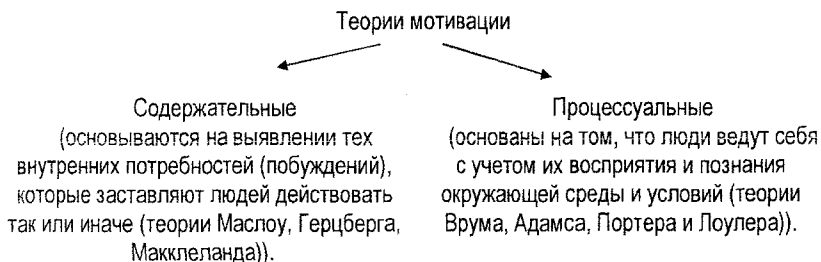 Теории мотивации
Содержательные
(основываются на выявлении тех
внутренних потребностей (побуждений),
которые заставляют людей действовать
так или иначе (теории Маслоу, Герцберга,
Макклеланда)).
Процессуальные
(основаны на том, что люди ведут себя
с учетом их восприятия и познания
окружающей среды и условий (теории
Врума, Адамса, Портера и Лоулера)).